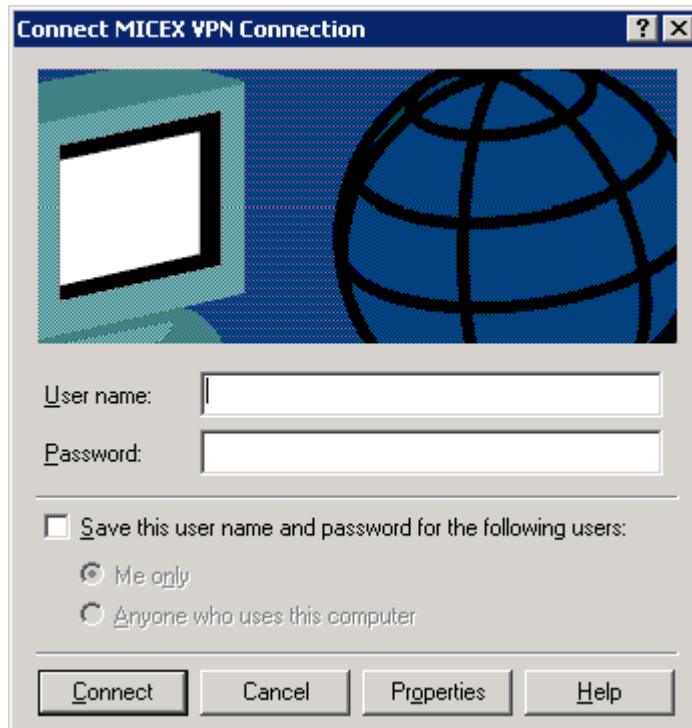 Connect MICEX VPN Connection
User name:
Password:
Save this user name and password for the following users:
Me only
Anyone who uses this computer
Connect Cancel Properties Help